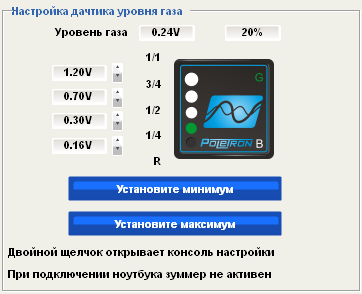 Настройка датчика уровня газа
Уровень газа 0.24V 20%
1/1
1.20V
3/4
0.70V
1/2
0.30V
1/4
0.16V
R
G
POLETRON B
Установите минимум
Установите максимум
Двойной щелчок открывает консоль настройки
При подключении ноутбука зуммер не активен